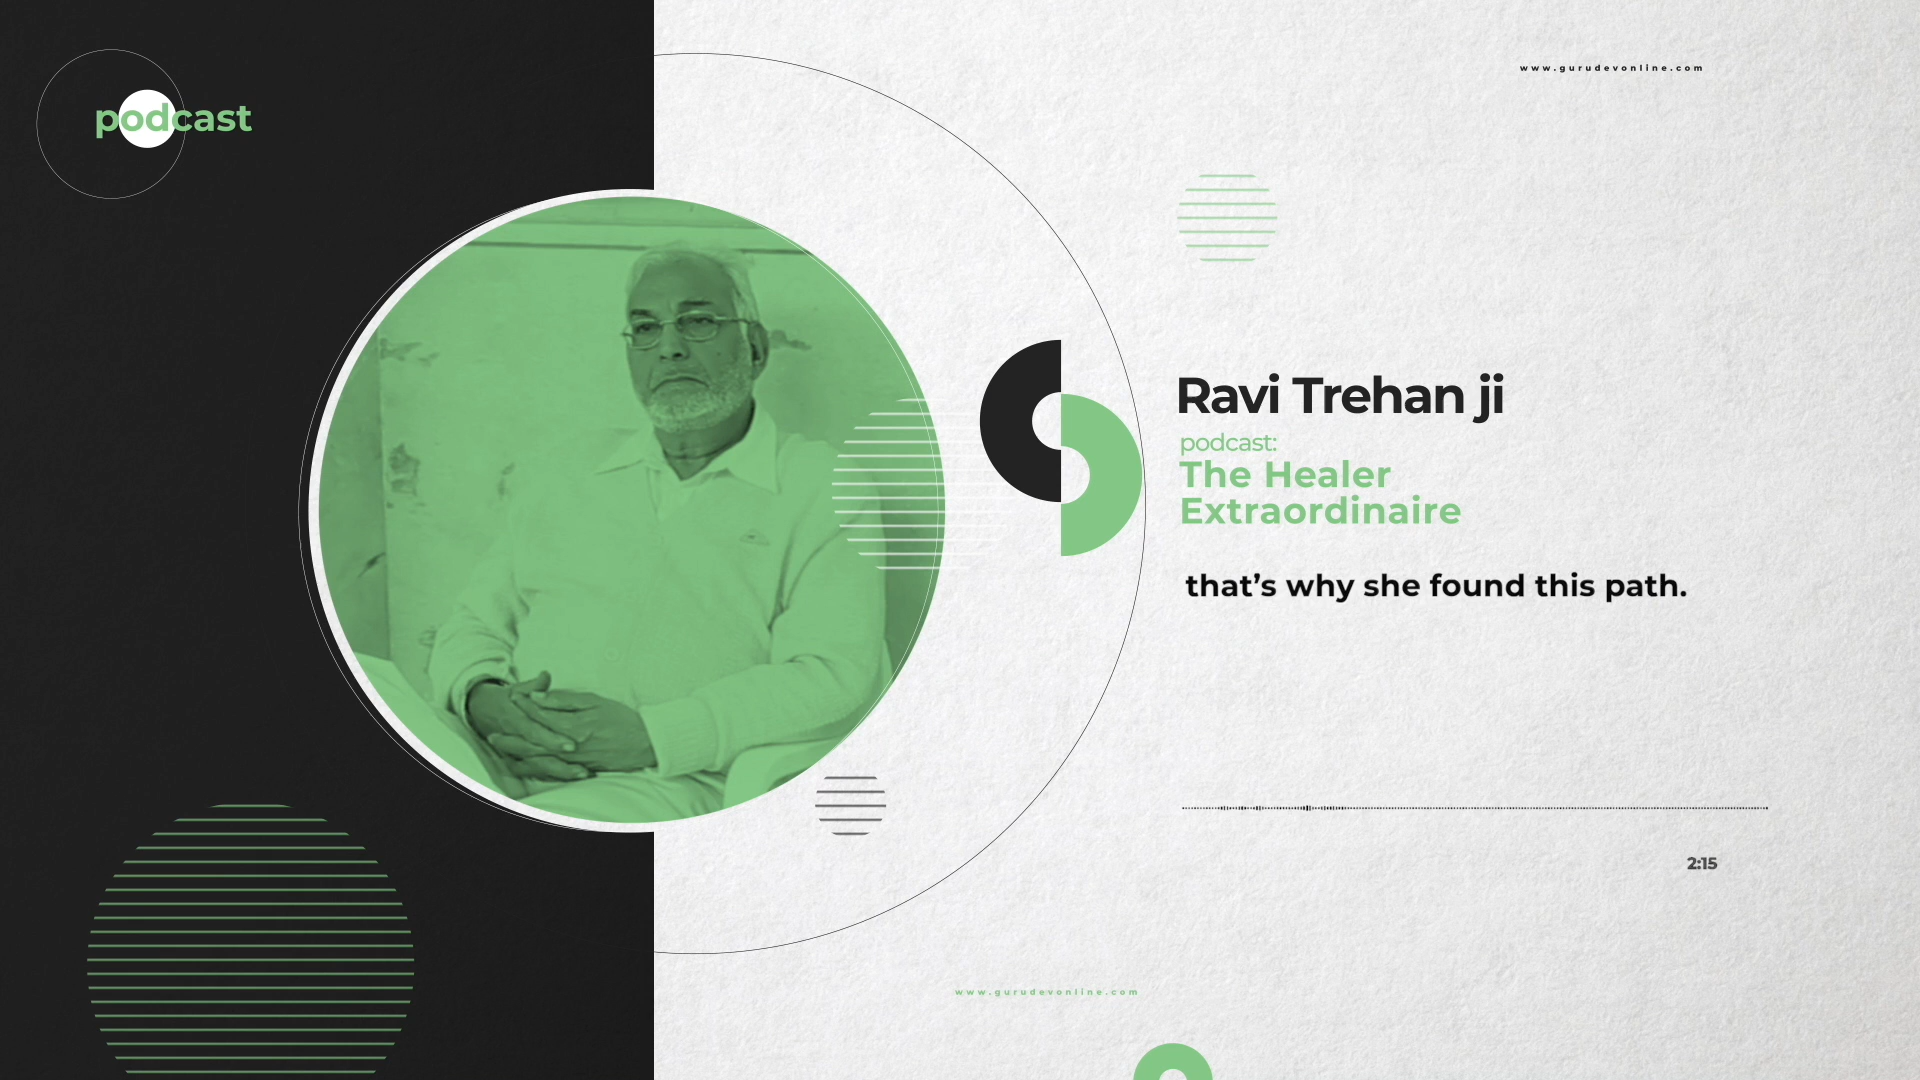 podcast
www.gurudevonline.com
Ravi Trehan ji
podcast:
The Healer
Extraordinaire
that’s why she found this path.
2:15
www.gurudevonline.com